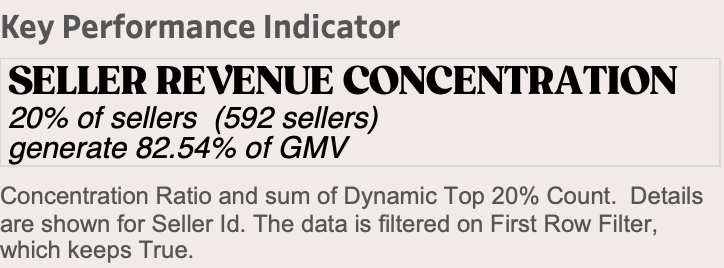 Key Performance Indicator
SELLER REVENUE CONCENTRATION
20% of sellers  (592 sellers)
generate 82.54% of GMV
Concentration Ratio and sum of Dynamic Top 20% Count.  Details
are shown for Seller Id. The data is filtered on First Row Filter,
which keeps True.